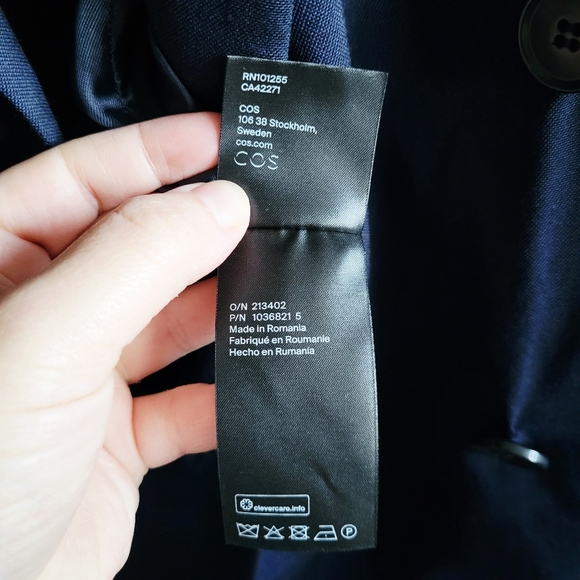 RN101255
CA42271
COS
106 38 Stockholm,
Sweden
cos.com
COS
O/N 213402
P/N 1036821 5
Made in Romania
Fabriqué en Roumanie
Hecho en Rumania
clevercare.info
P